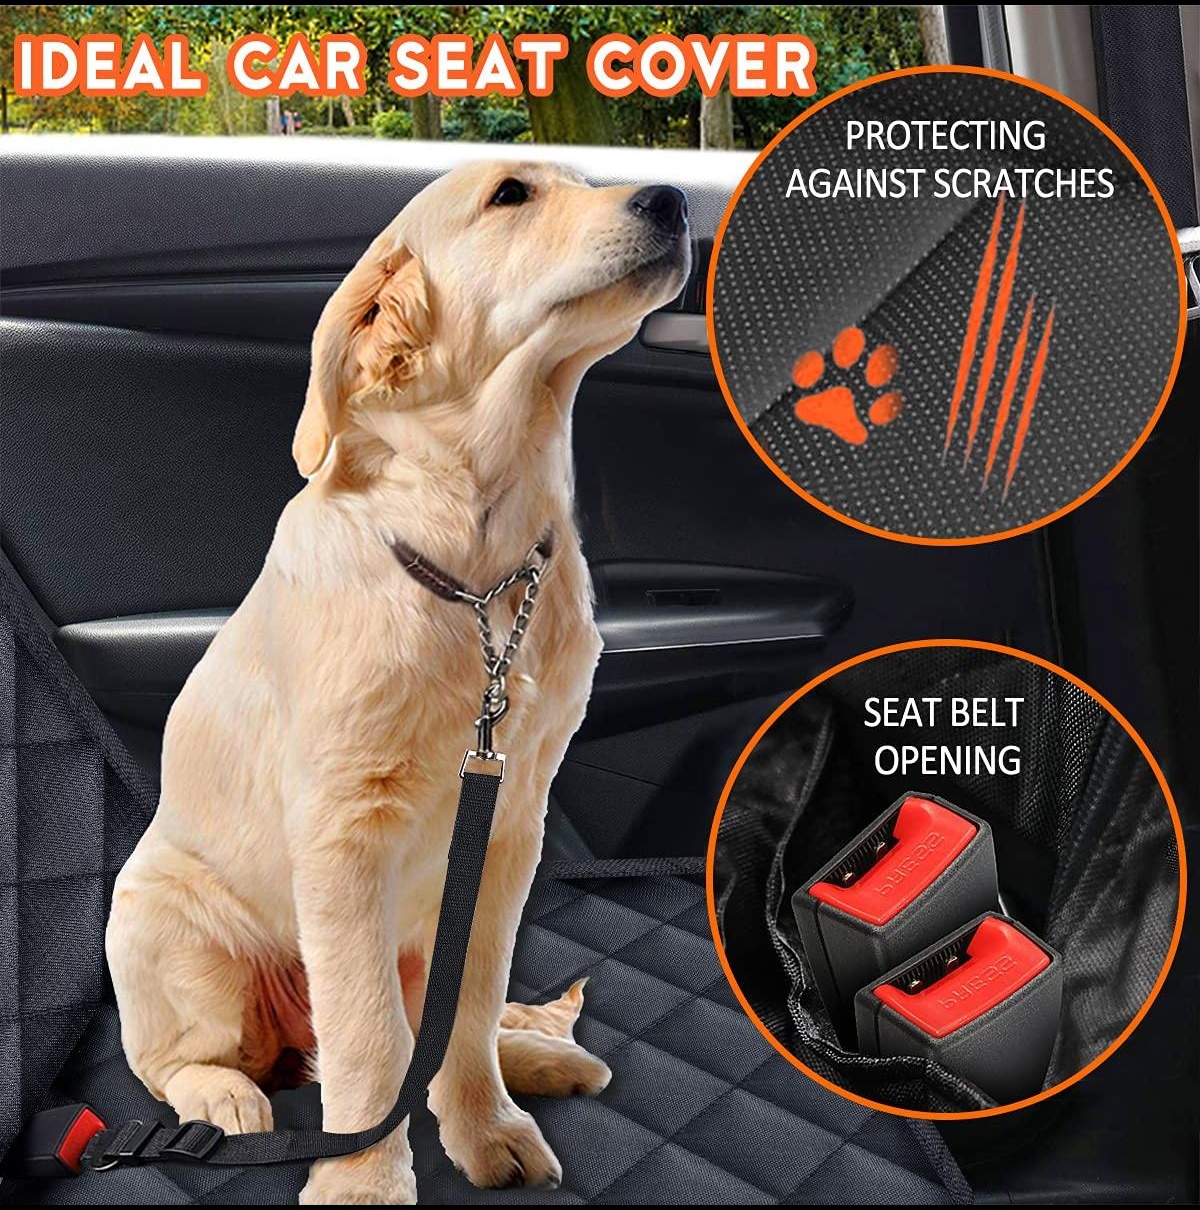 IDEAL CAR SEAT COVER
PROTECTING
AGAINST SCRATCHES
SEAT BELT
OPENING